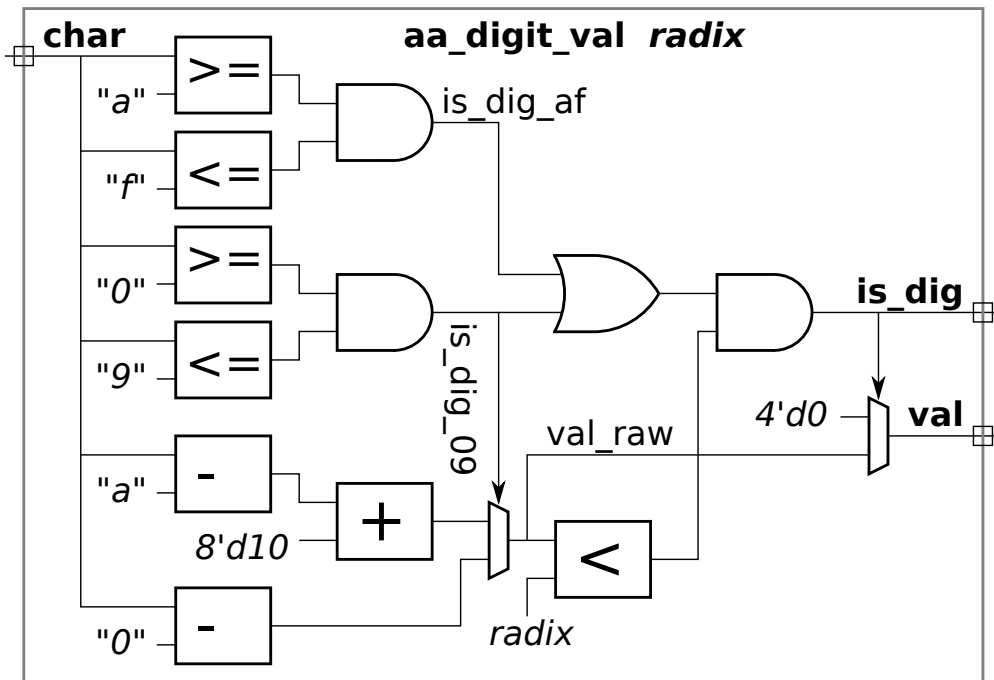 char
aa_digit_val radix
>=
"a"
is_dig_af
<=
"f"
>=
"0"
is_dig
<=
"9"
is_dig_09
4'd0
val
val_raw
-
"a"
+
8'd10
<
radix
-
"0"